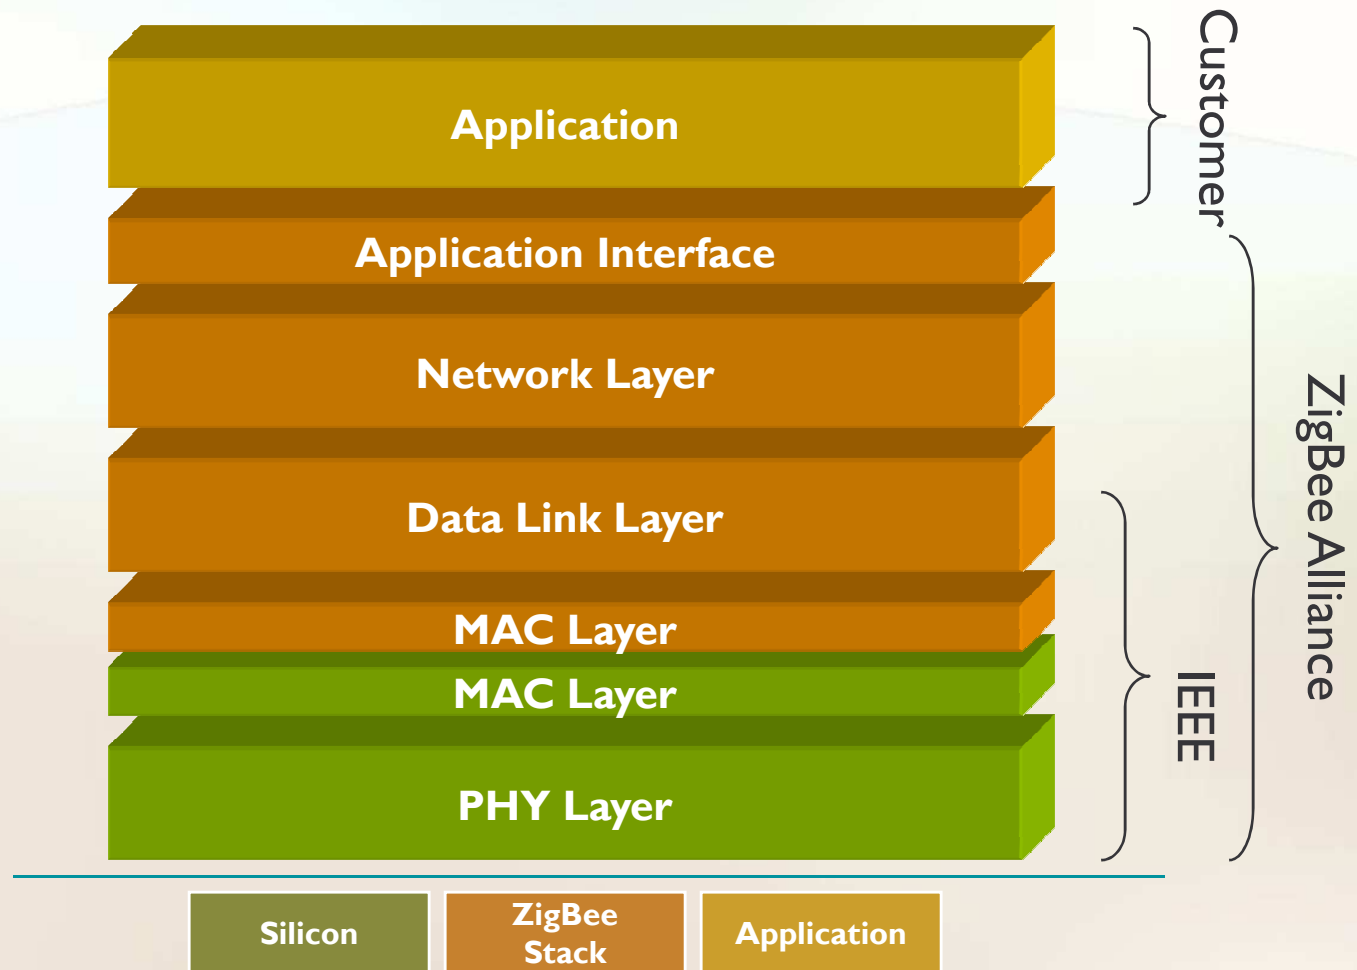 Application
Application Interface
Network Layer
Data Link Layer
MAC Layer
MAC Layer
PHY Layer
Customer
IEEE
ZigBee Alliance
Silicon
ZigBee
Stack
Application